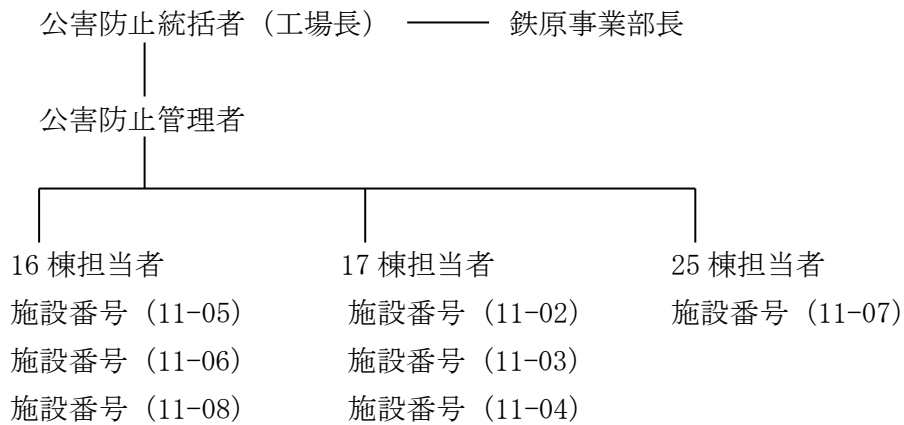 公害防止統括者（工場長） 鉄原事業部長
公害防止管理者
16 棟担当者 17 棟担当者 25 棟担当者
施設番号（11-05） 施設番号（11-02） 施設番号（11-07）
施設番号（11-06） 施設番号（11-03）
施設番号（11-08） 施設番号（11-04）